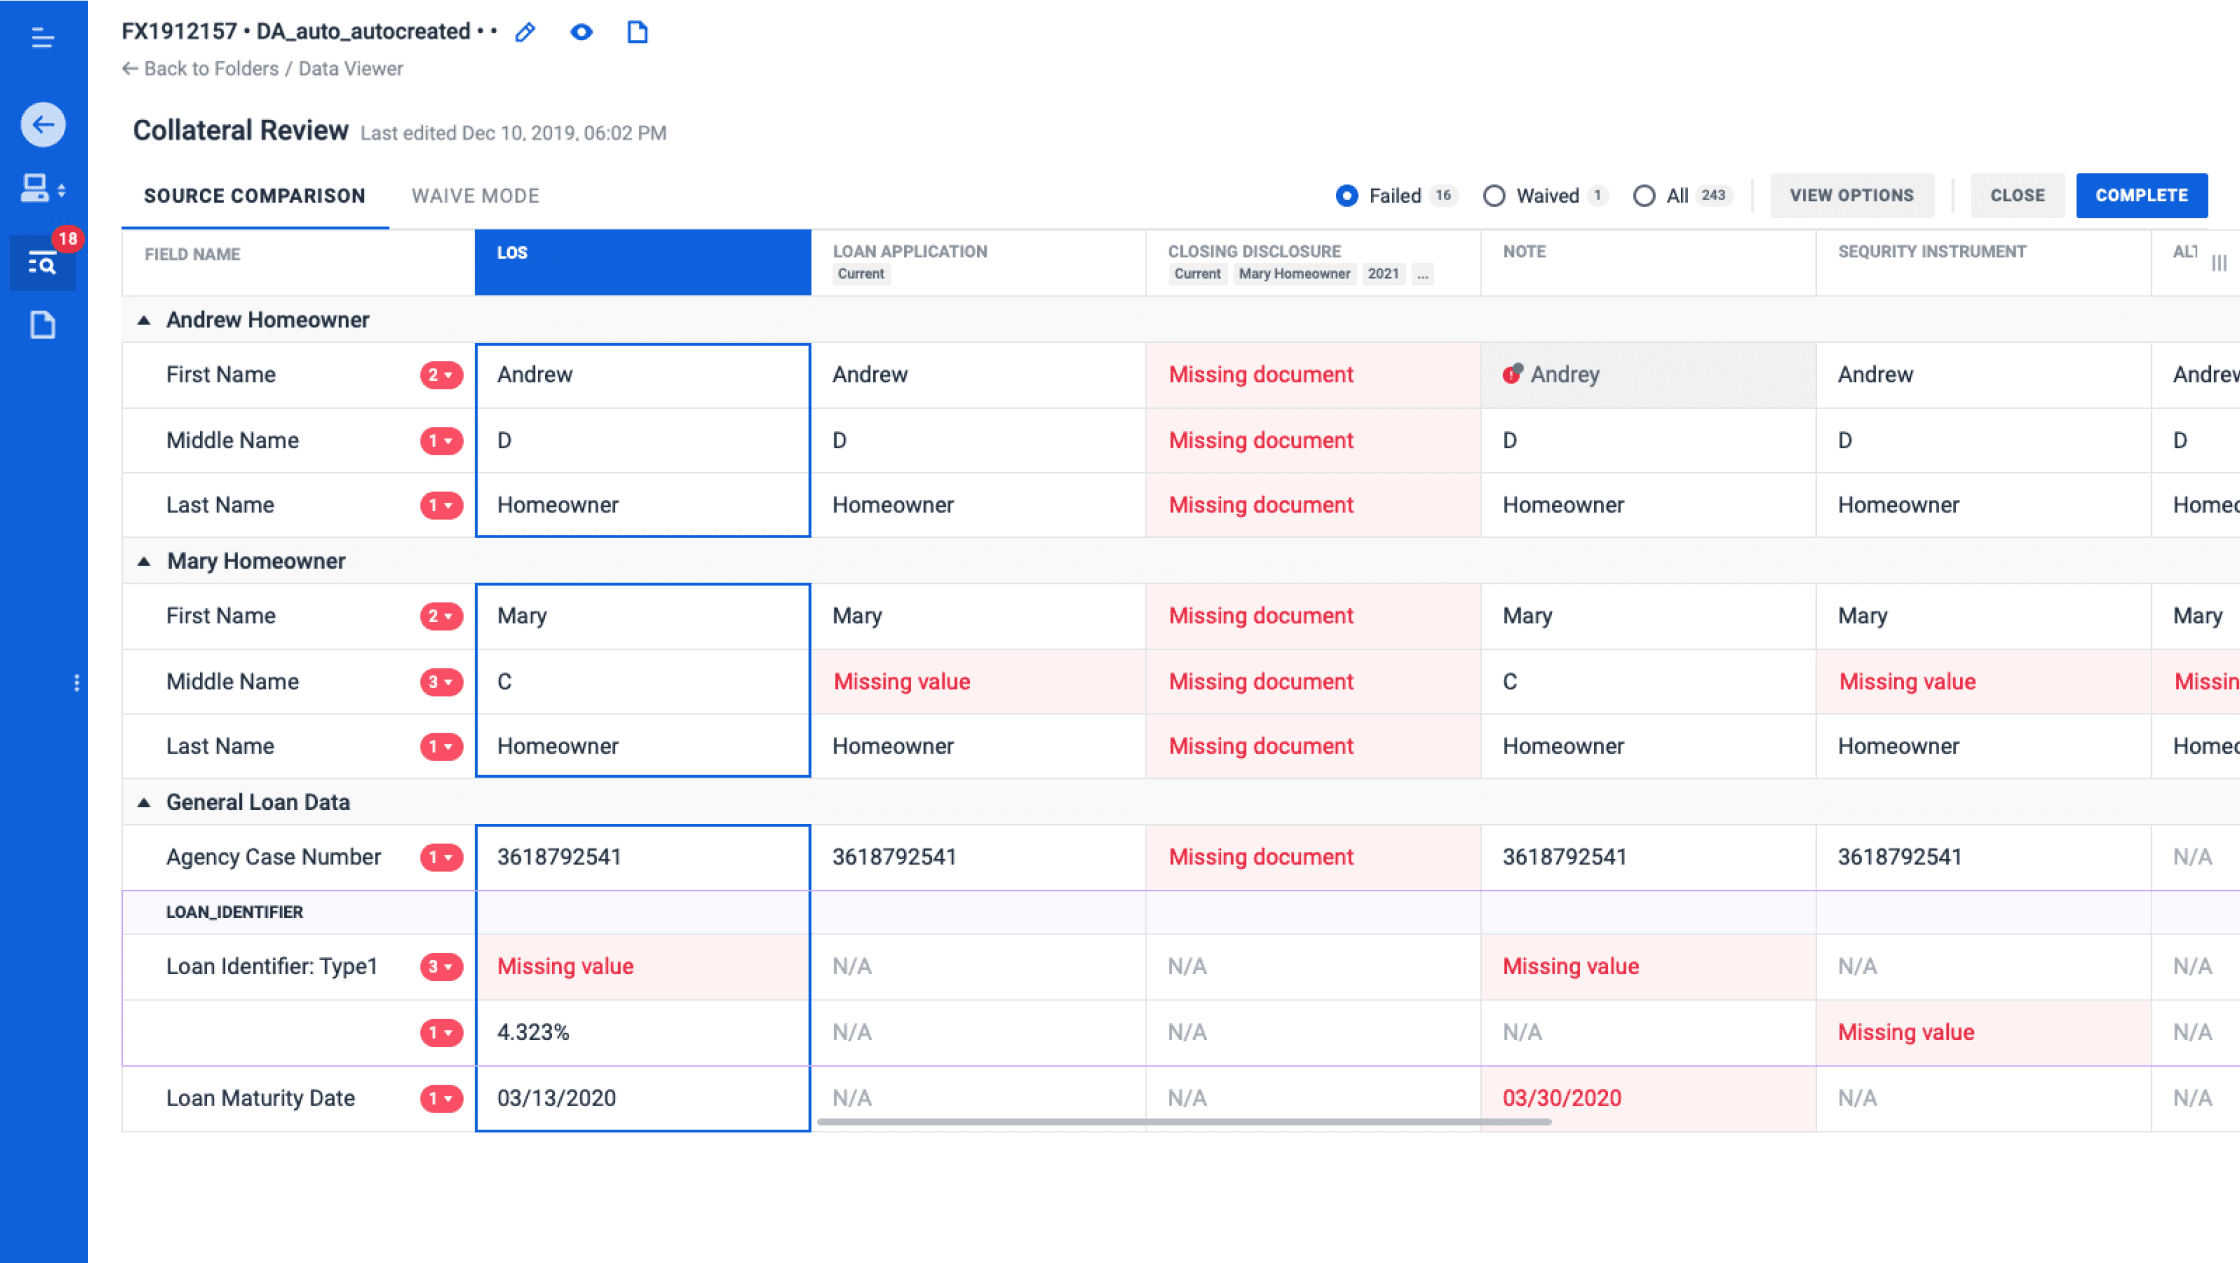 FX1912157 • DA_auto_autocreated • •
← Back to Folders / Data Viewer
Collateral Review Last edited Dec 10, 2019, 06:02 PM
18
SOURCE COMPARISON WAIVE MODE Failed 16 Waived 1 All 243 VIEW OPTIONS CLOSE COMPLETE
FIELD NAME LOS LOAN APPLICATION CLOSING DISCLOSURE NOTE SEQURITY INSTRUMENT ALT
Current Current Mary Homeowner 2021 ...
Andrew Homeowner
First Name 2 Andrew Andrew Missing document Andrey Andrew Andrew
Middle Name 1 D D Missing document D D D
Last Name 1 Homeowner Homeowner Missing document Homeowner Homeowner Homeo
Mary Homeowner
First Name 2 Mary Mary Missing document Mary Mary Mary
Middle Name 3 C Missing value Missing document C Missing value Missin
Last Name 1 Homeowner Homeowner Missing document Homeowner Homeowner Homeo
General Loan Data
Agency Case Number 1 3618792541 3618792541 Missing document 3618792541 3618792541 N/A
LOAN_IDENTIFIER
Loan Identifier: Type1 3 Missing value N/A N/A Missing value N/A N/A
1 4.323% N/A N/A N/A Missing value N/A
Loan Maturity Date 1 03/13/2020 N/A N/A 03/30/2020 N/A N/A